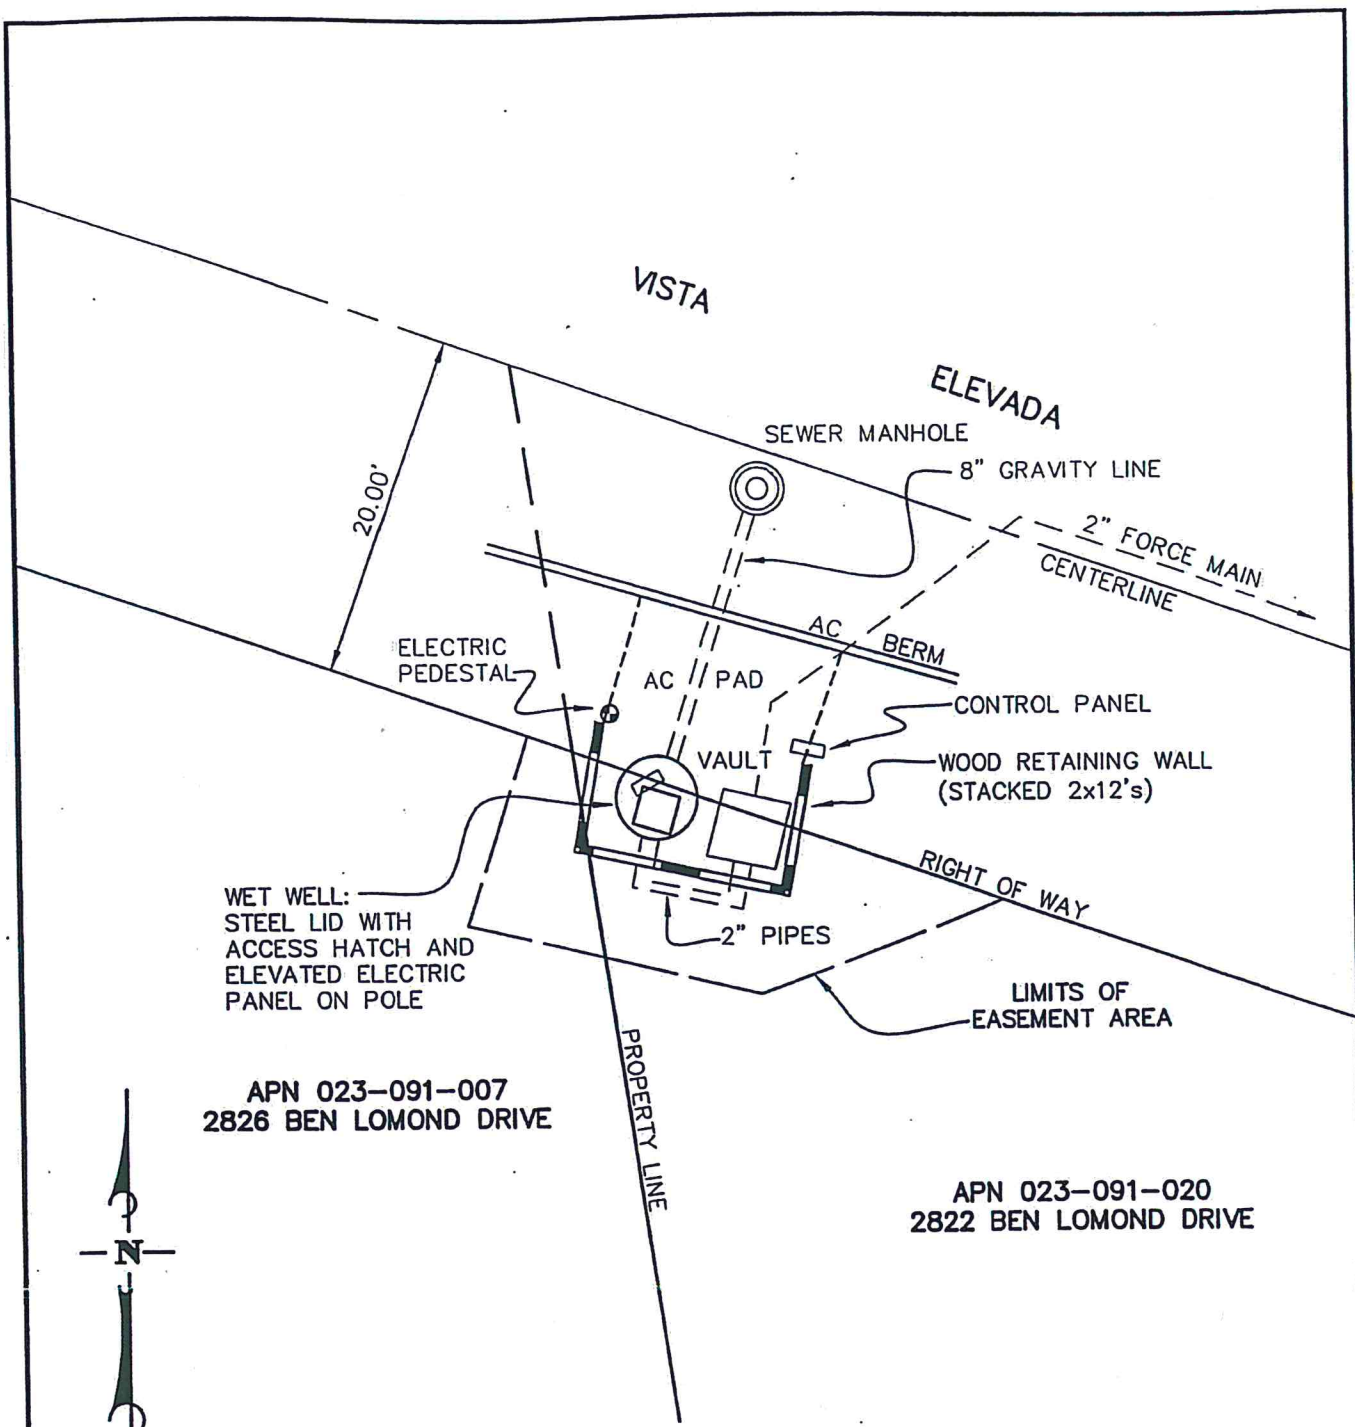 VISTA
ELEVADA
SEWER MANHOLE
8" GRAVITY LINE
20.00'
2" FORCE MAIN
CENTERLINE
AC BERM
ELECTRIC
PEDESTAL
AC PAD
CONTROL PANEL
VAULT
WOOD RETAINING WALL
(STACKED 2x12's)
RIGHT OF WAY
WET WELL:
STEEL LID WITH
ACCESS HATCH AND
ELEVATED ELECTRIC
PANEL ON POLE
2" PIPES
LIMITS OF
EASEMENT AREA
PROPERTY LINE
APN 023-091-007
2826 BEN LOMOND DRIVE
APN 023-091-020
2822 BEN LOMOND DRIVE
N